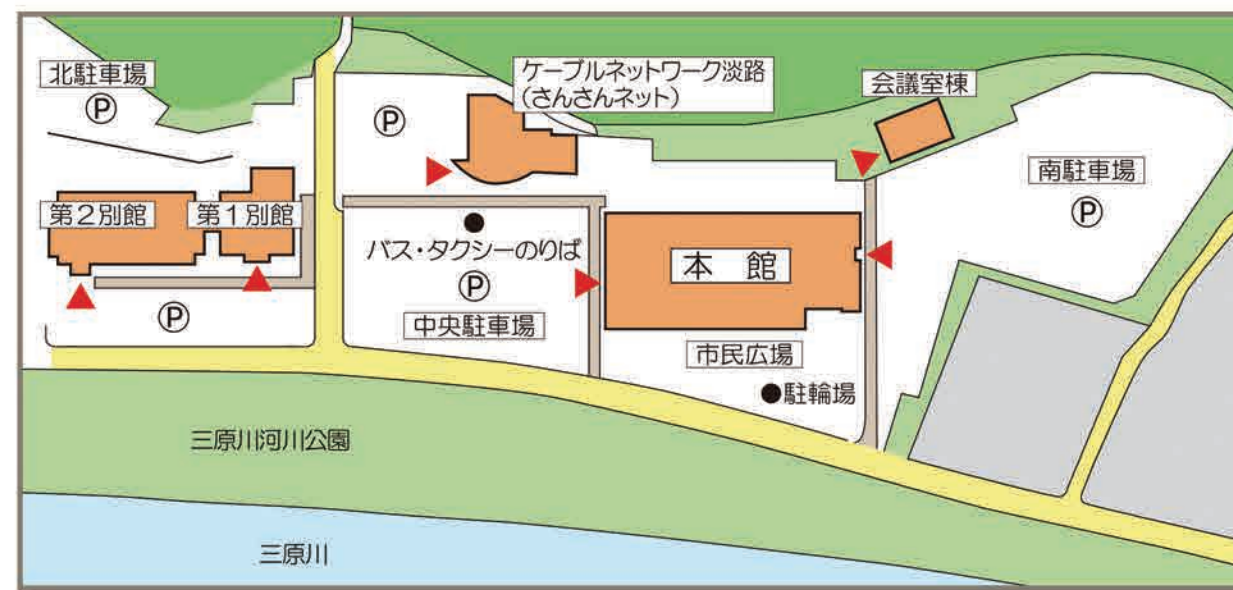 北駐車場
Ⓟ
ケーブルネットワーク淡路
（さんさんネット）
Ⓟ
会議室棟
南駐車場
Ⓟ
第２別館
第１別館
バス・タクシーのりば
Ⓟ
中央駐車場
本　館
Ⓟ
市民広場
駐輪場
三原川河川公園
三原川